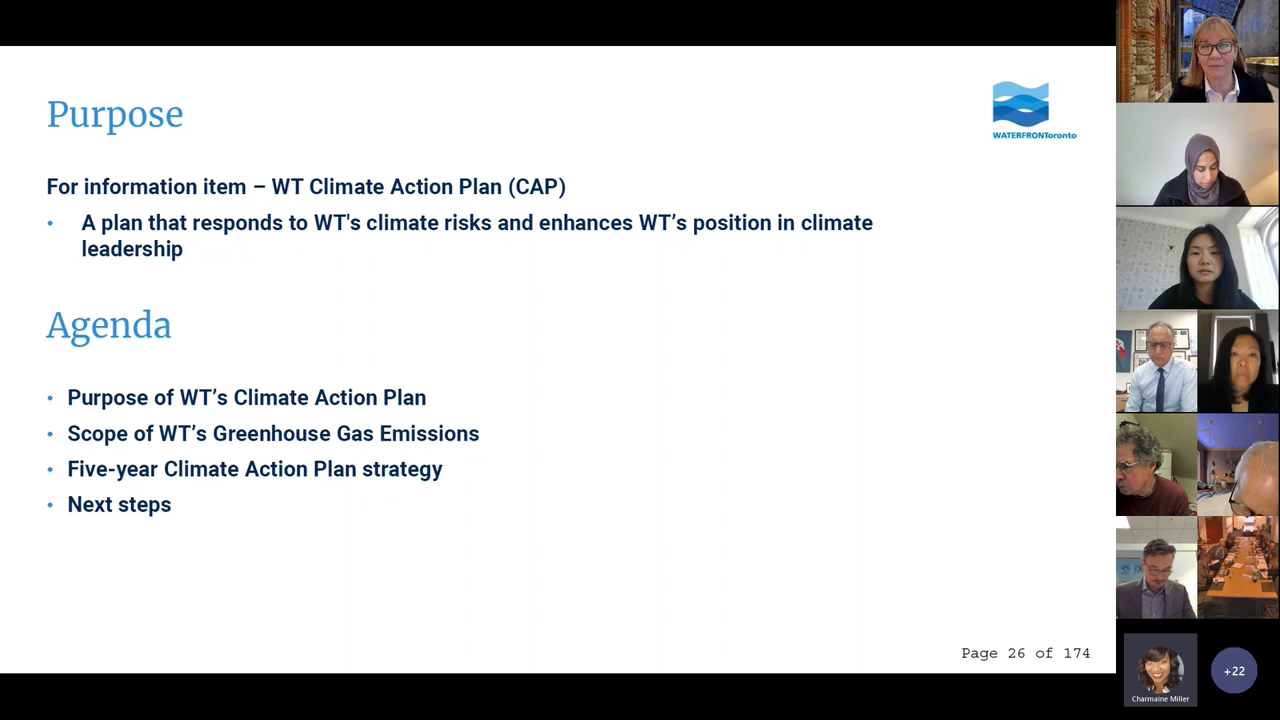 Purpose
WATERFRONToronto
For information item – WT Climate Action Plan (CAP)
• A plan that responds to WT's climate risks and enhances WT’s position in climate
leadership
Agenda
• Purpose of WT’s Climate Action Plan
• Scope of WT’s Greenhouse Gas Emissions
• Five-year Climate Action Plan strategy
• Next steps
Page 26 of 174
Charmaine Miller
+22